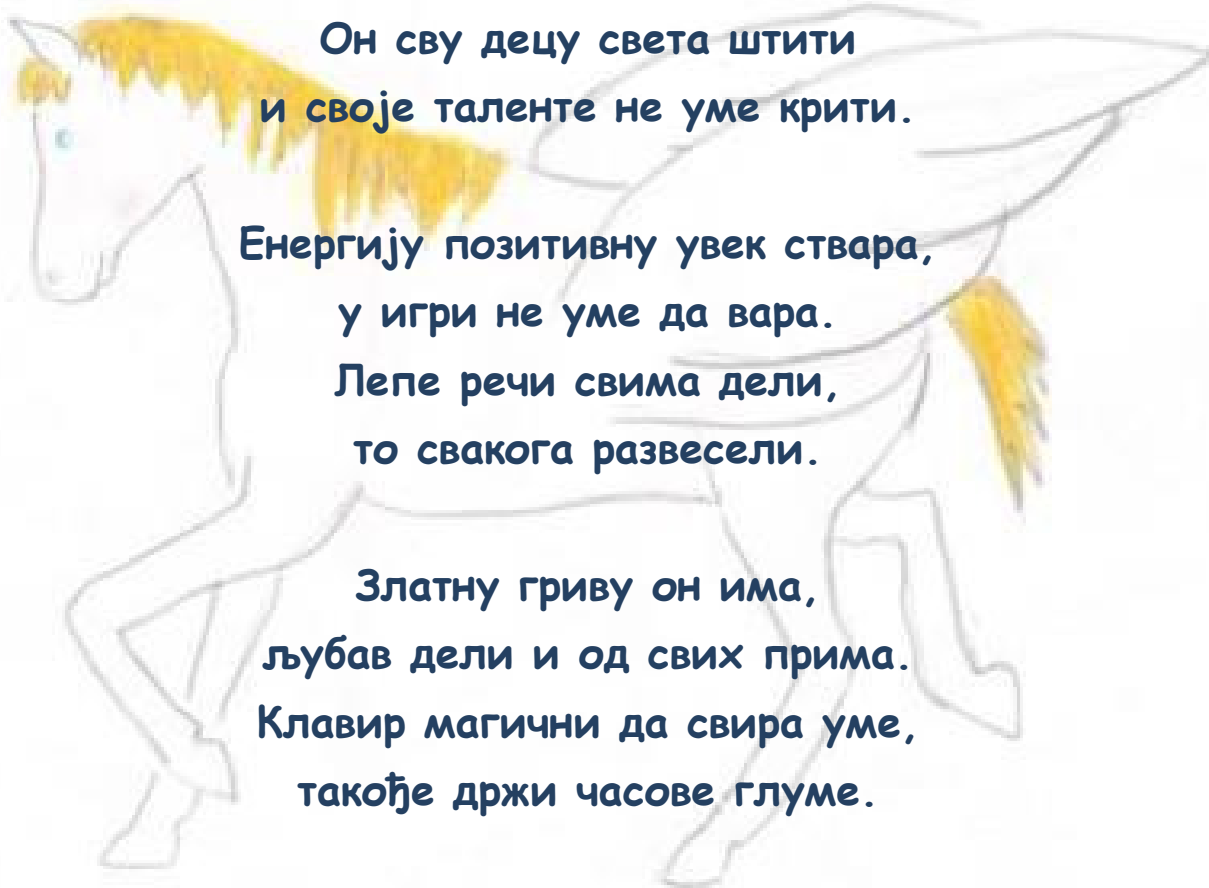 Он сву децу света штити
и своје таленте не уме крити.
Енергију позитивну увек ствара,
у игри не уме да вара.
Лепе речи свима дели,
то свакога развесели.
Златну гриву он има,
љубав дели и од свих прима.
Клавир магични да свира уме,
такође држи часове глуме.